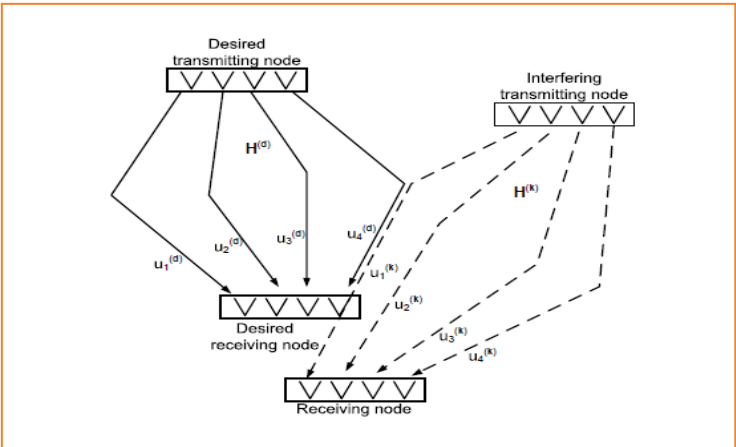 Desired
transmitting node
Interfering
transmitting node
H(d)
H(k)
u1(d)
u2(d)
u3(d)
u4(d)
u1(k)
u2(k)
u3(k)
u4(k)
Desired
receiving node
Receiving node